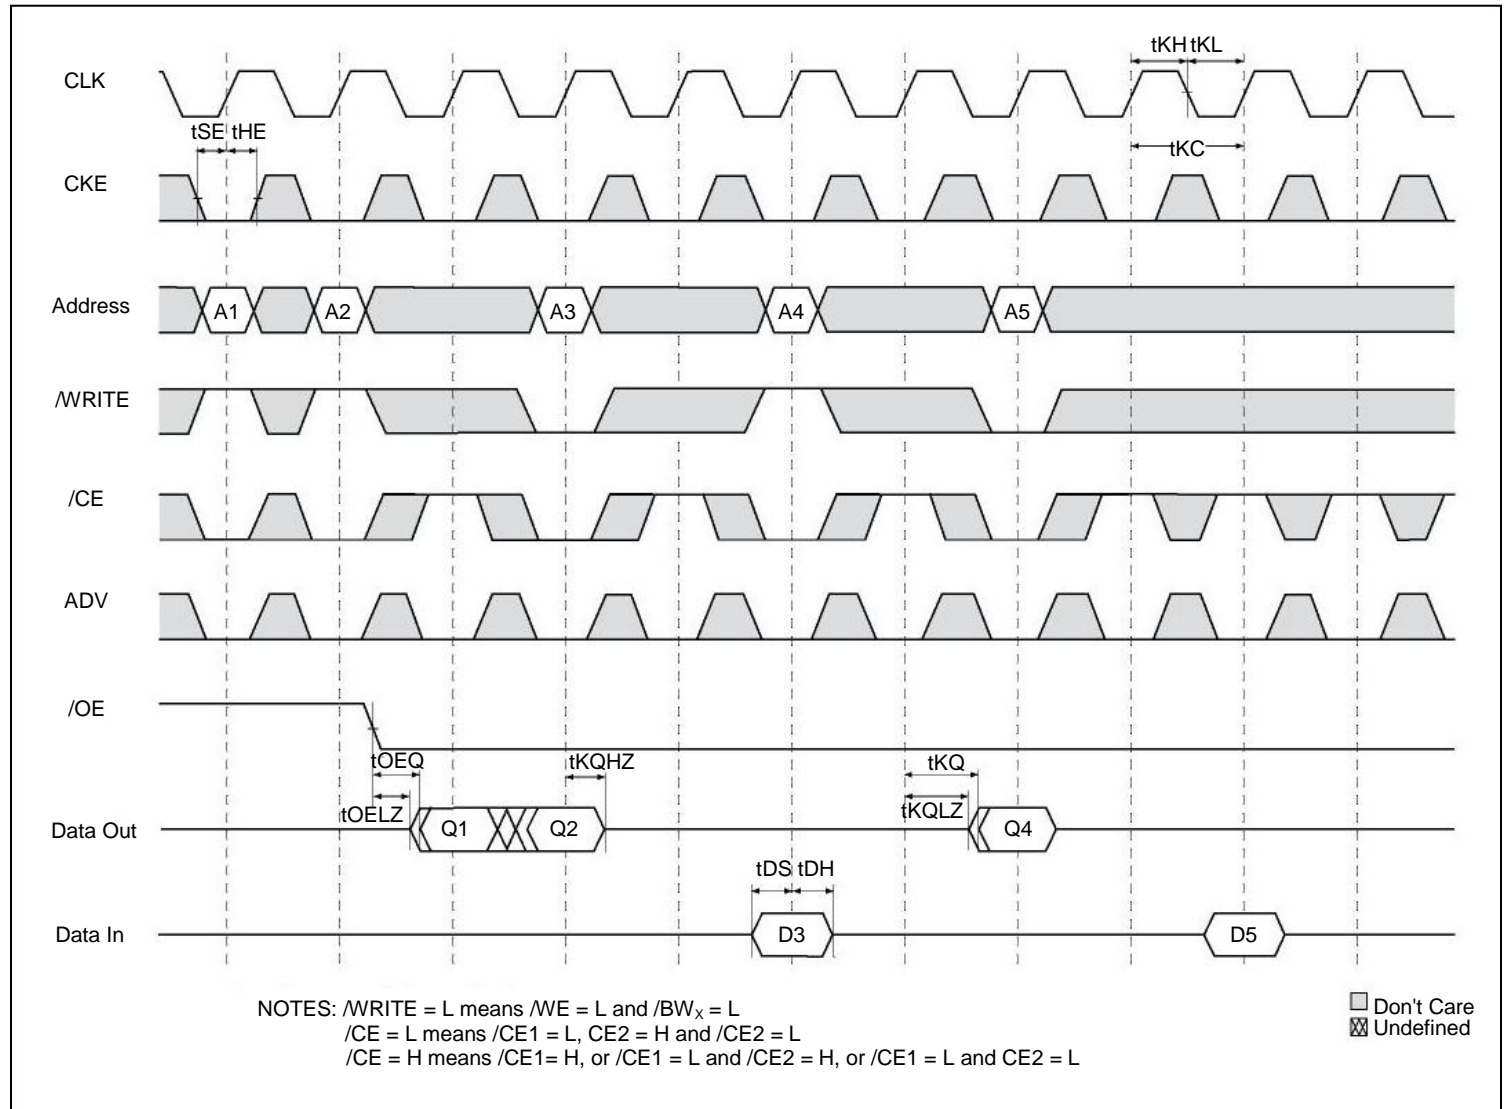 tKH tKL
CLK
tSE tHE
tKC
CKE
Address
A1
A2
A3
A4
A5
/WRITE
/CE
ADV
/OE
tOEQ
tKQHZ
tKQ
tOELZ
tKQLZ
Data Out
Q1
Q2
Q4
tDS tDH
Data In
D3
D5
NOTES: /WRITE = L means /WE = L and /BWX = L
/CE = L means /CE1 = L, CE2 = H and /CE2 = L
/CE = H means /CE1= H, or /CE1 = L and /CE2 = H, or /CE1 = L and CE2 = L
Don't Care
Undefined